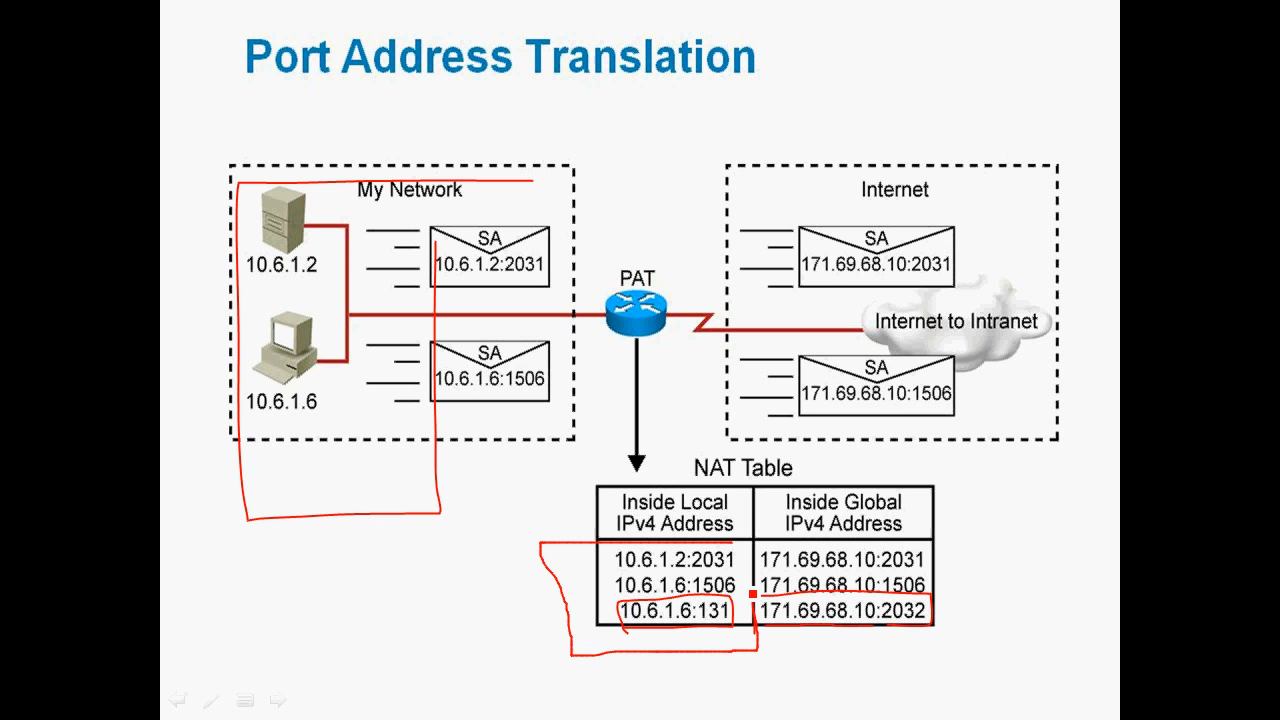 Port Address Translation
My Network
10.6.1.2
SA
10.6.1.2:2031
10.6.1.6
SA
10.6.1.6:1506
PAT
Internet
SA
171.69.68.10:2031
Internet to Intranet
SA
171.69.68.10:1506
NAT Table
Inside Local
IPv4 Address
Inside Global
IPv4 Address
10.6.1.2:2031 171.69.68.10:2031
10.6.1.6:1506 171.69.68.10:1506
10.6.1.6:131 171.69.68.10:2032